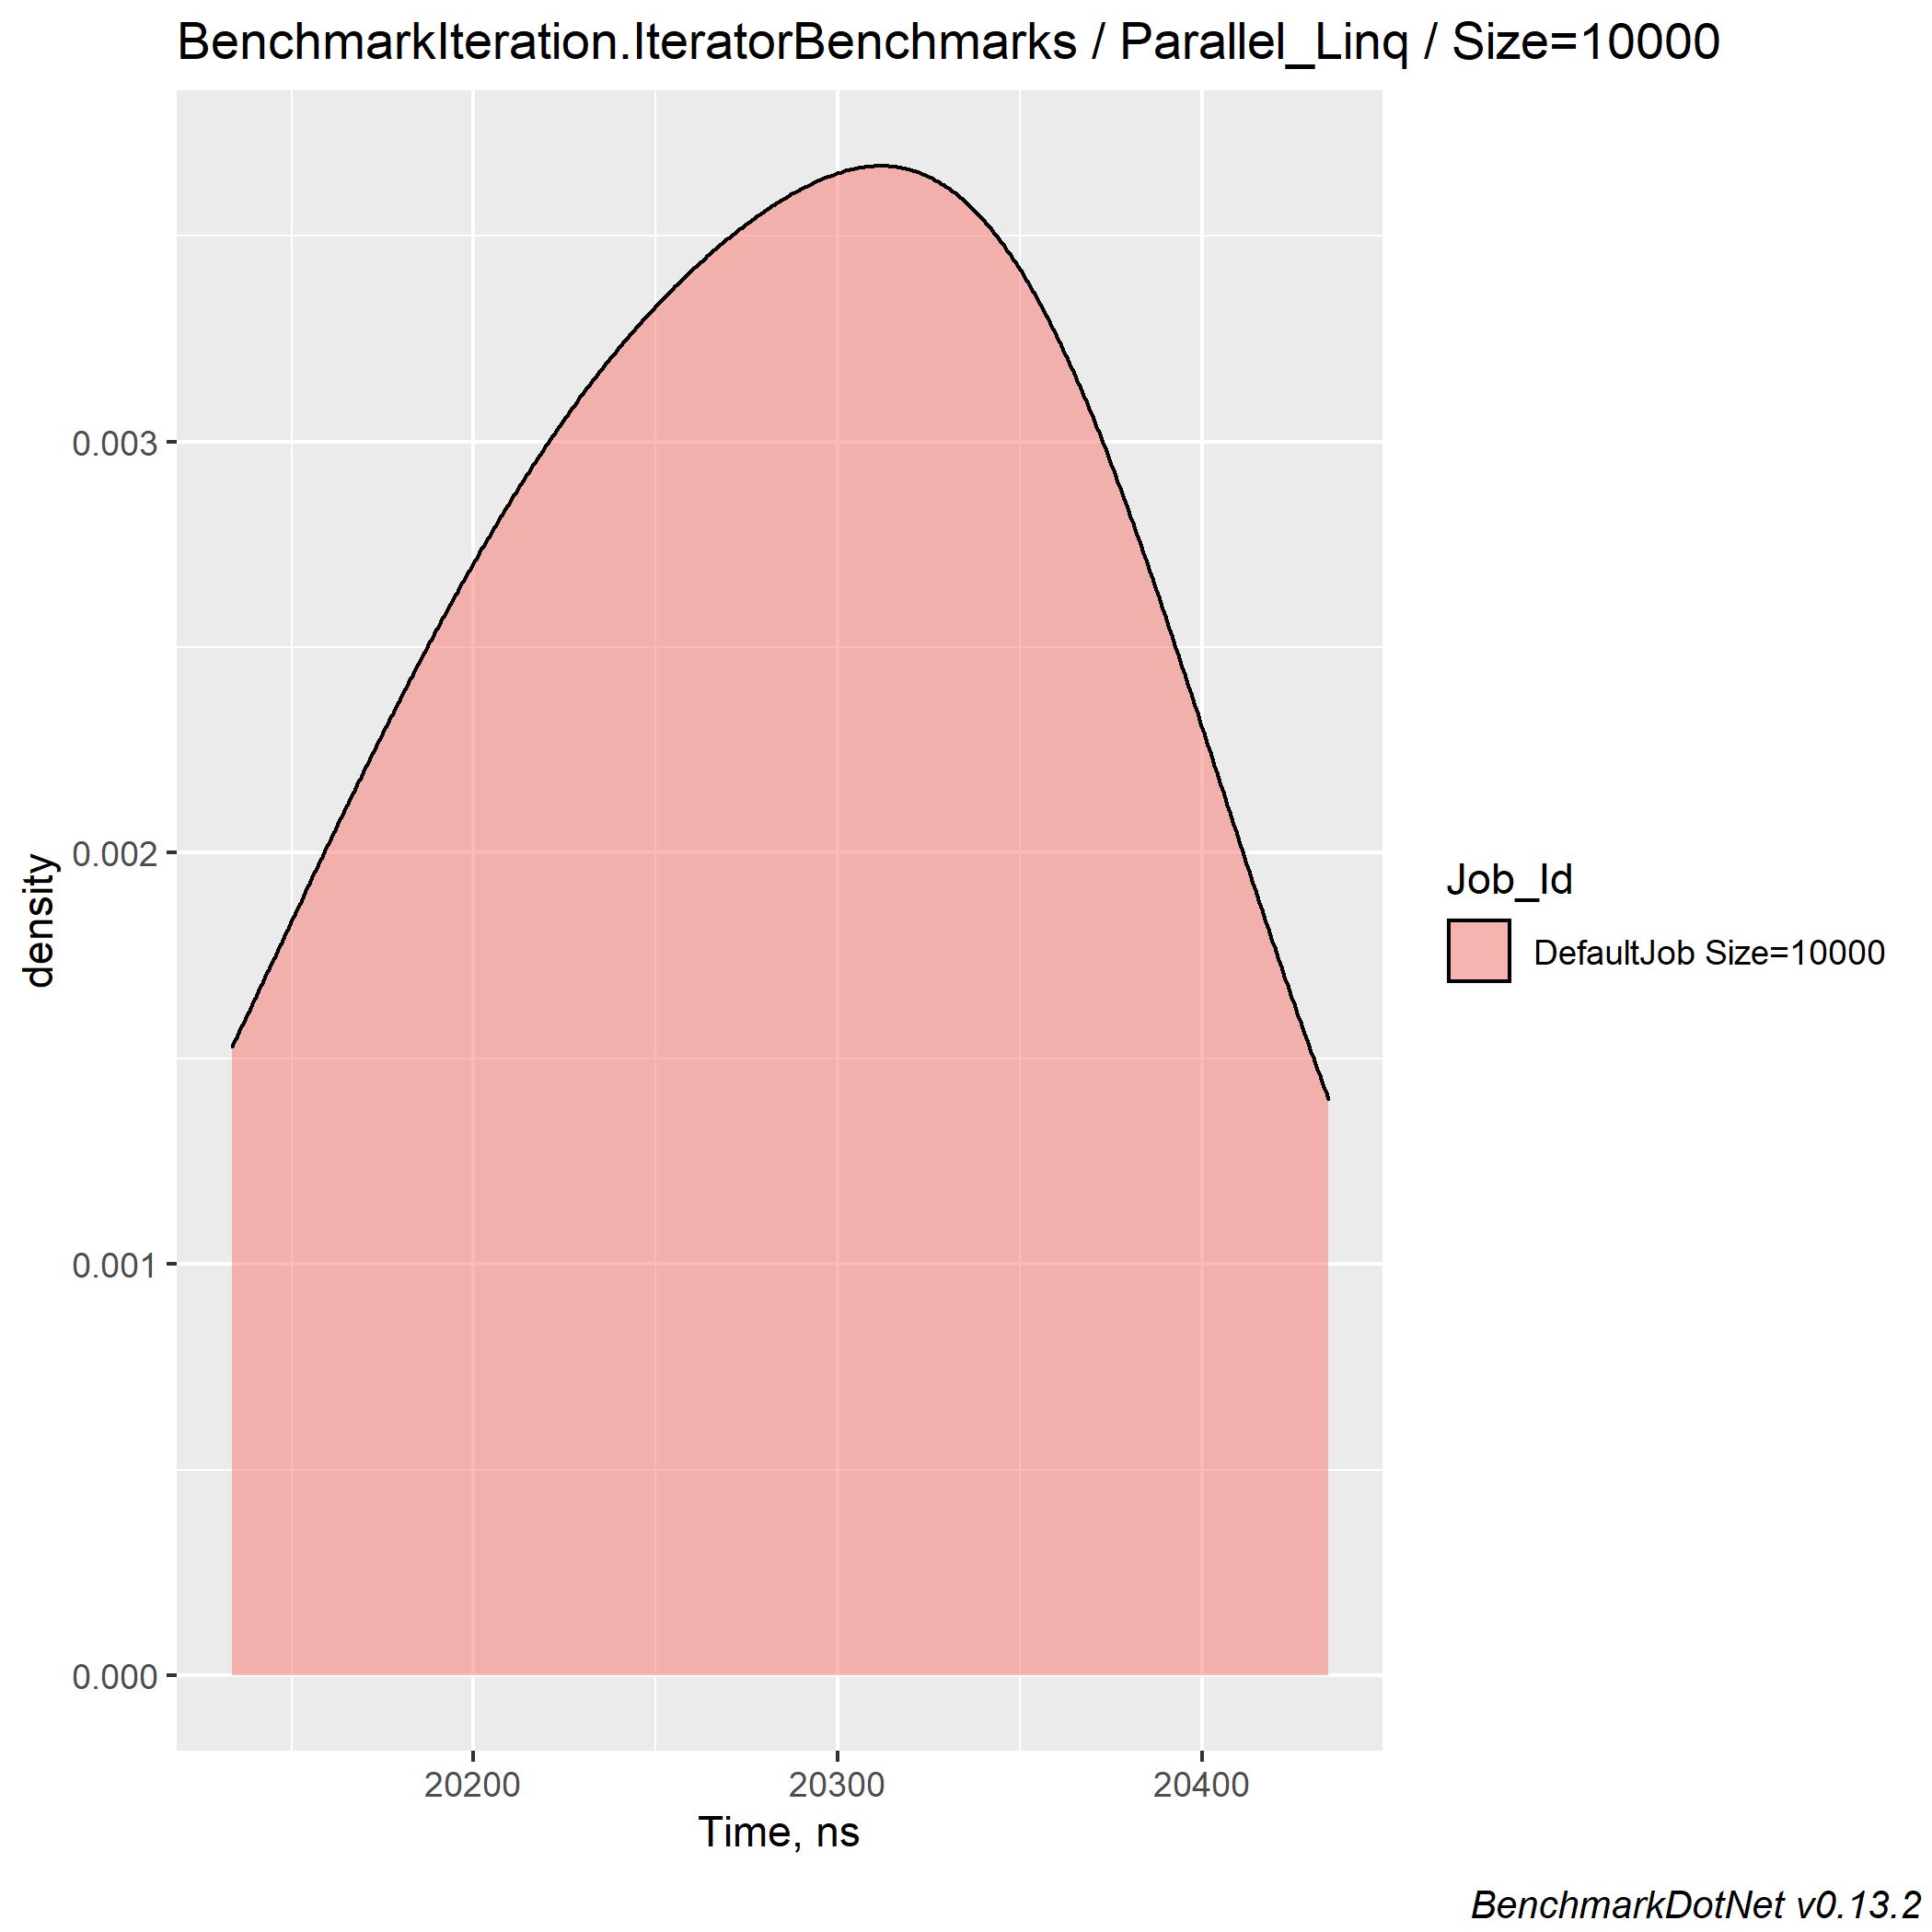 BenchmarkIteration.IteratorBenchmarks / Parallel_Linq / Size=10000
density
0.003
0.002
0.001
0.000
20200 20300 20400
Time, ns
Job_Id
DefaultJob Size=10000
BenchmarkDotNet v0.13.2